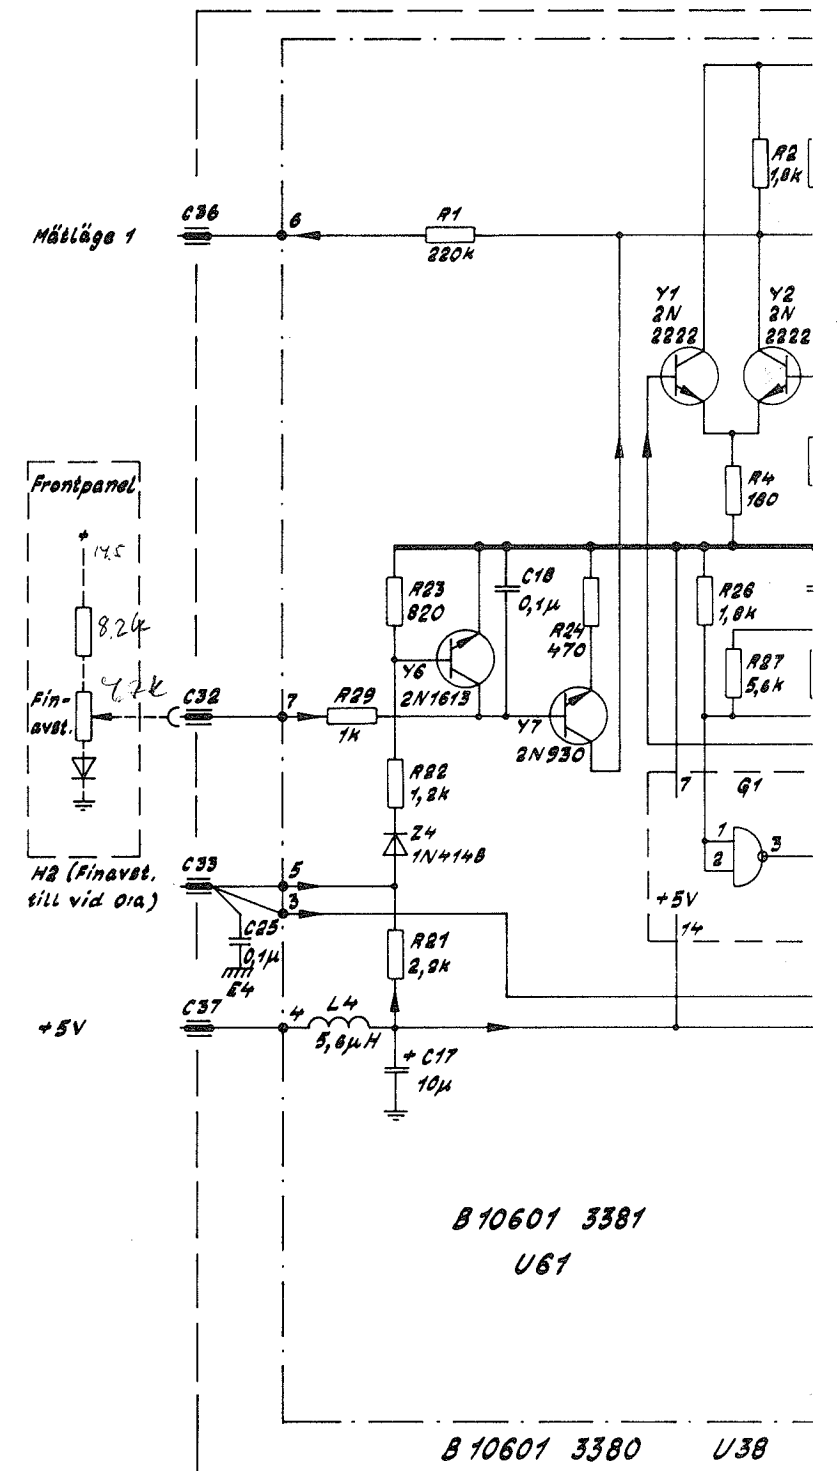 C36
6
Mätläge 1
R1
220k
R2
1,8k
Y1
2N
2222
Y2
2N
2222
R4
180
Frontpanel
+
8.2k
4,7k
Fin-
avst.
H2 (Finavst.
till vid 0:a)
C32
7
R29
1k
R23
820
Y6
2N1613
C18
0,1µ
R24
470
Y7
2N930
R26
1,8k
R27
5,6k
R22
1,2k
Z4
1N4148
7
G1
1
2
3
+5V
14
C33
5
3
C25
0,1µ
E4
R21
2,2k
C37
+5V
4
L4
5,6µH
+ C17
10µ
B 10601 3381
U61
B 10601 3380 U38